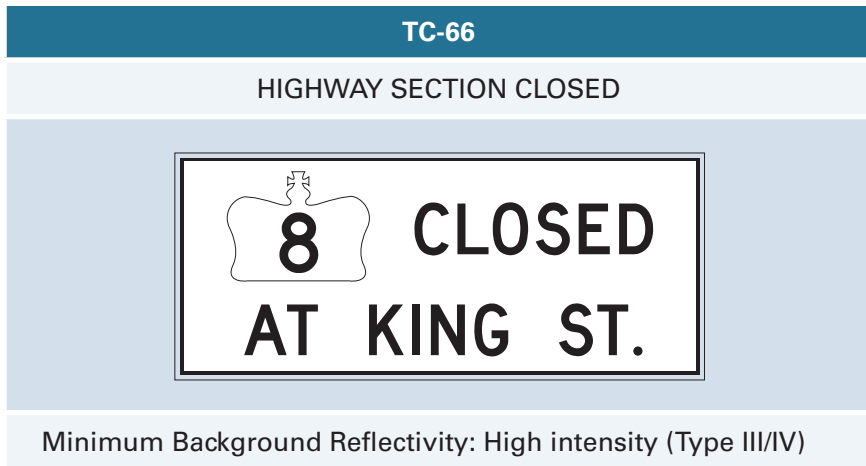 TC-66
HIGHWAY SECTION CLOSED
8 CLOSED
AT KING ST.
Minimum Background Reflectivity: High intensity (Type III/IV)